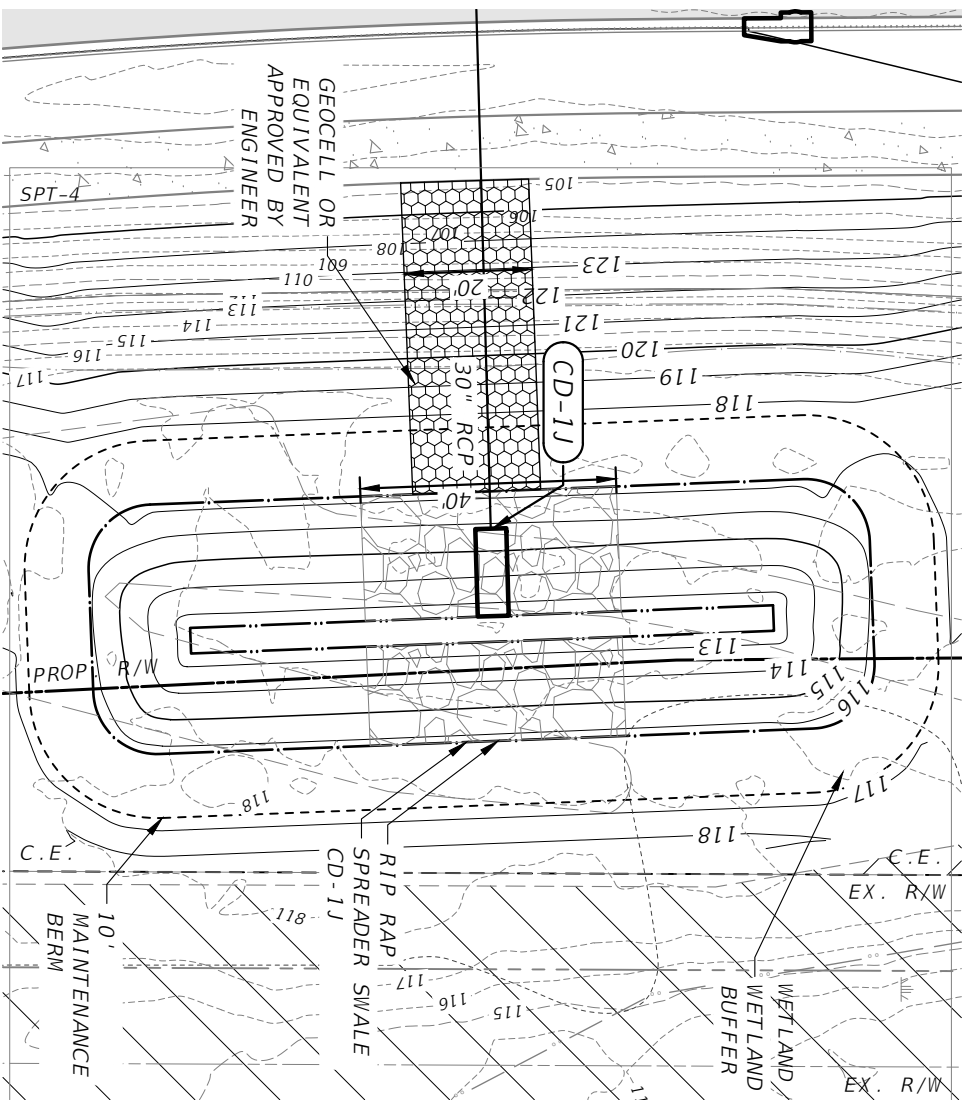 GEOCELL OR
EQUIVALENT
APPROVED BY
ENGINEER
SPT-4
105
106
107
108
109
110
113
114
115
116
117
123
122
121
120
119
118
20'
30" RCP
CD-1J
40'
113
114
115
116
117
118
PROP. R/W
118
C.E.
C.E.
EX. R/W
RIP RAP
SPREADER SWALE
CD-1J
10'
MAINTENANCE
BERM
118
117
116
115
WETLAND
WETLAND
BUFFER
EX. R/W